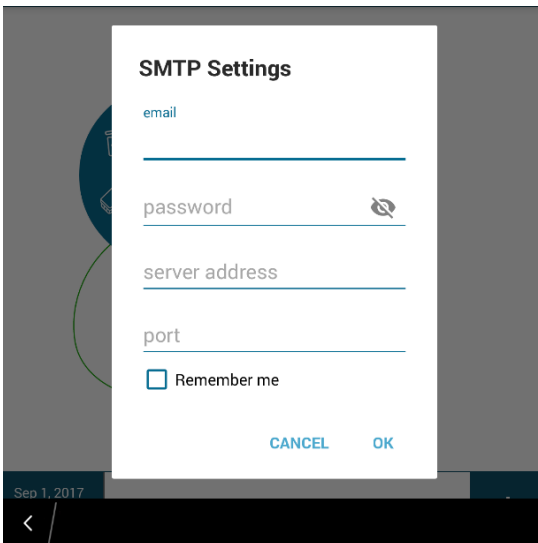 SMTP Settings
email
password
server address
port
Remember me
CANCEL OK
Sep 1, 2017